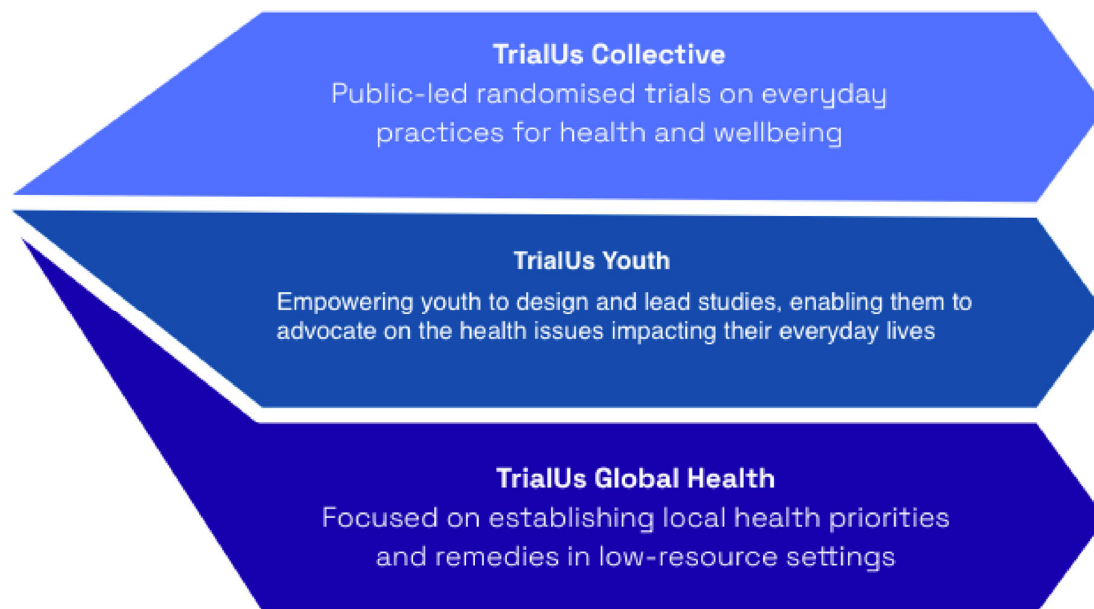 TrialUs Collective
Public-led randomised trials on everyday
practices for health and wellbeing
TrialUs Youth
Empowering youth to design and lead studies, enabling them to
advocate on the health issues impacting their everyday lives
TrialUs Global Health
Focused on establishing local health priorities
and remedies in low-resource settings